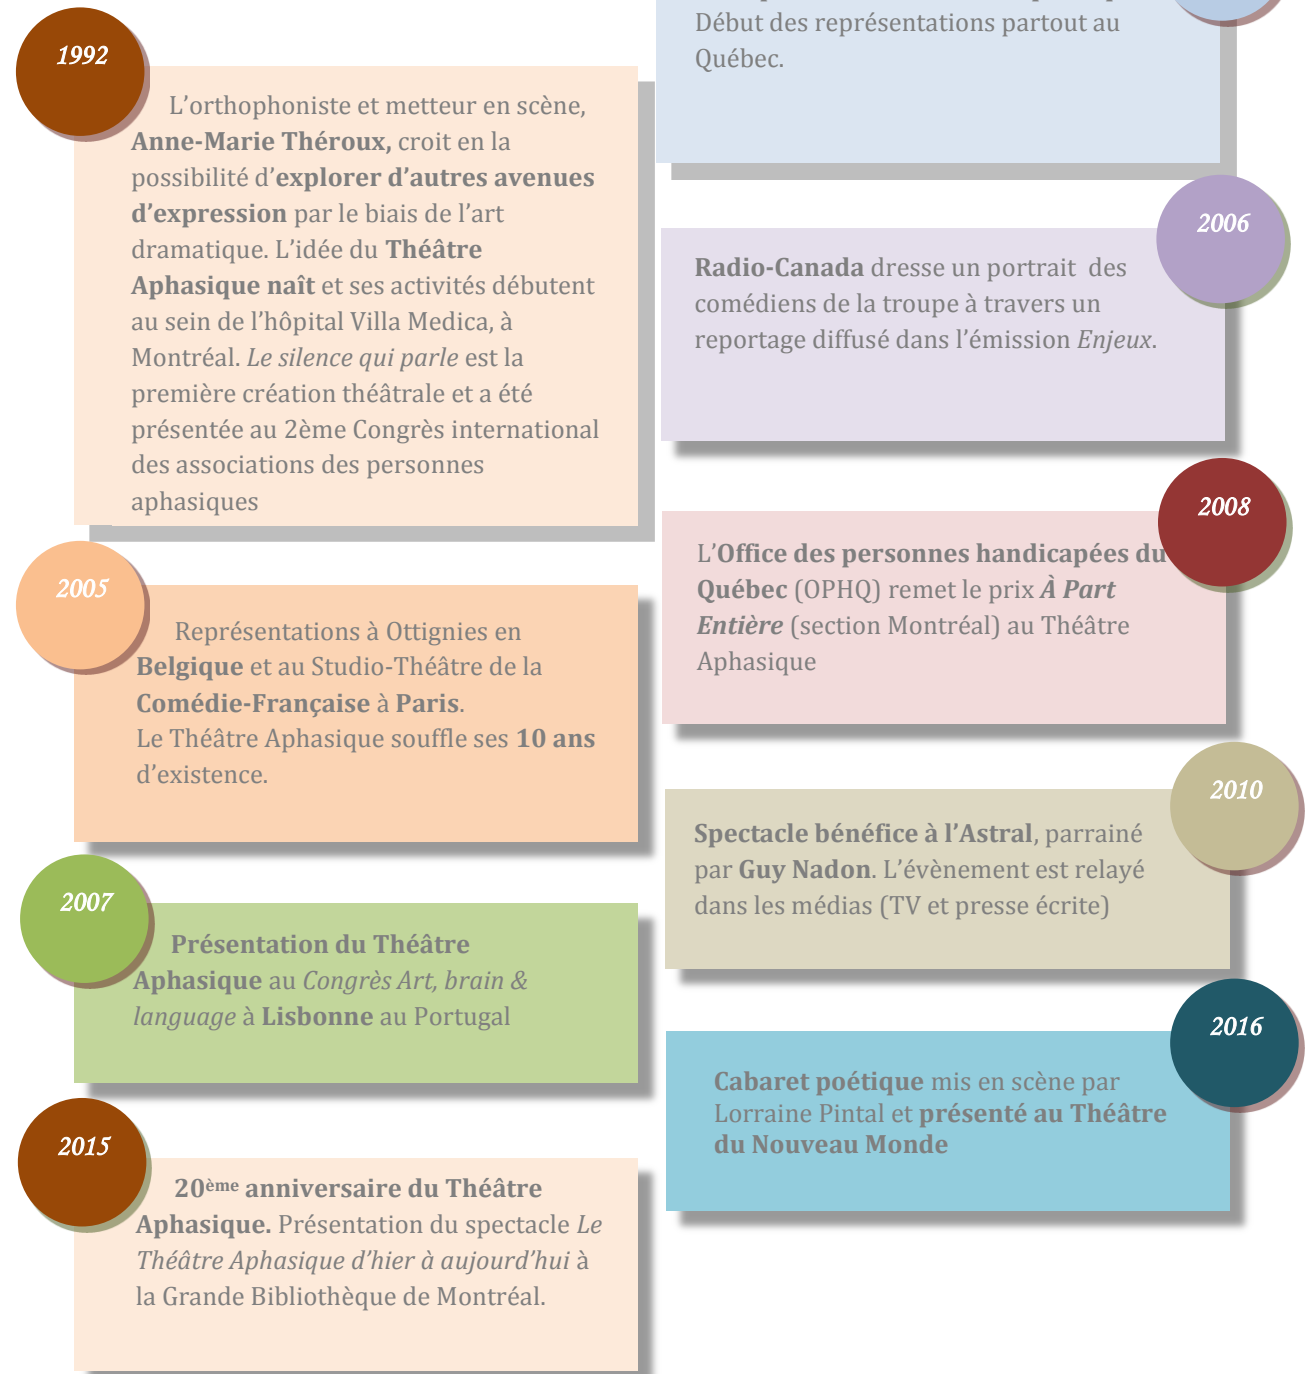 1992
L’orthophoniste et metteur en scène,
Anne-Marie Théroux, croit en la
possibilité d’explorer d’autres avenues
d’expression par le biais de l’art
dramatique. L’idée du Théâtre
Aphasique naît et ses activités débutent
au sein de l’hôpital Villa Medica, à
Montréal. Le silence qui parle est la
première création théâtrale et a été
présentée au 2ème Congrès international
des associations des personnes
aphasiques
Début des représentations partout au
Québec.
2005
Représentations à Ottignies en
Belgique et au Studio-Théâtre de la
Comédie-Française à Paris.
Le Théâtre Aphasique souffle ses 10 ans
d’existence.
2006
Radio-Canada dresse un portrait des
comédiens de la troupe à travers un
reportage diffusé dans l’émission Enjeux.
2007
Présentation du Théâtre
Aphasique au Congrès Art, brain &
language à Lisbonne au Portugal
2008
L’Office des personnes handicapées du
Québec (OPHQ) remet le prix À Part
Entière (section Montréal) au Théâtre
Aphasique
2010
Spectacle bénéfice à l’Astral, parrainé
par Guy Nadon. L’évènement est relayé
dans les médias (TV et presse écrite)
2015
20ème anniversaire du Théâtre
Aphasique. Présentation du spectacle Le
Théâtre Aphasique d’hier à aujourd’hui à
la Grande Bibliothèque de Montréal.
2016
Cabaret poétique mis en scène par
Lorraine Pintal et présenté au Théâtre
du Nouveau Monde